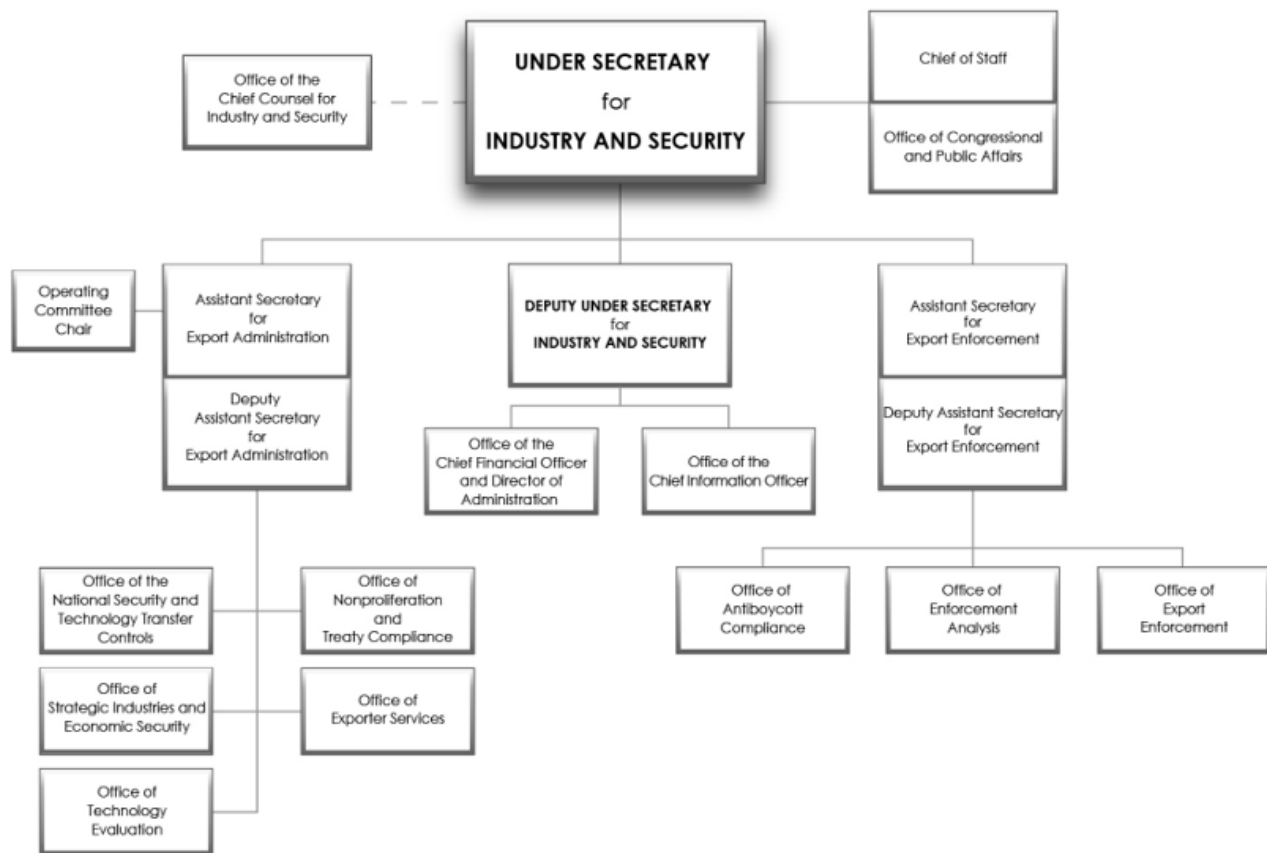 Office of the
Chief Counsel for
Industry and Security
UNDER SECRETARY
for
INDUSTRY AND SECURITY
Chief of Staff
Office of Congressional
and Public Affairs
Operating
Committee
Chair
Assistant Secretary
for
Export Administration
Deputy
Assistant Secretary
for
Export Administration
DEPUTY UNDER SECRETARY
for
INDUSTRY AND SECURITY
Assistant Secretary
for
Export Enforcement
Deputy Assistant Secretary
for
Export Enforcement
Office of the
Chief Financial Officer
and Director of
Administration
Office of the
Chief Information Officer
Office of the
National Security and
Technology Transfer
Controls
Office of
Nonproliferation
and
Treaty Compliance
Office of
Strategic Industries and
Economic Security
Office of
Exporter Services
Office of
Technology
Evaluation
Office of
Antiboycott
Compliance
Office of
Enforcement
Analysis
Office of
Export
Enforcement